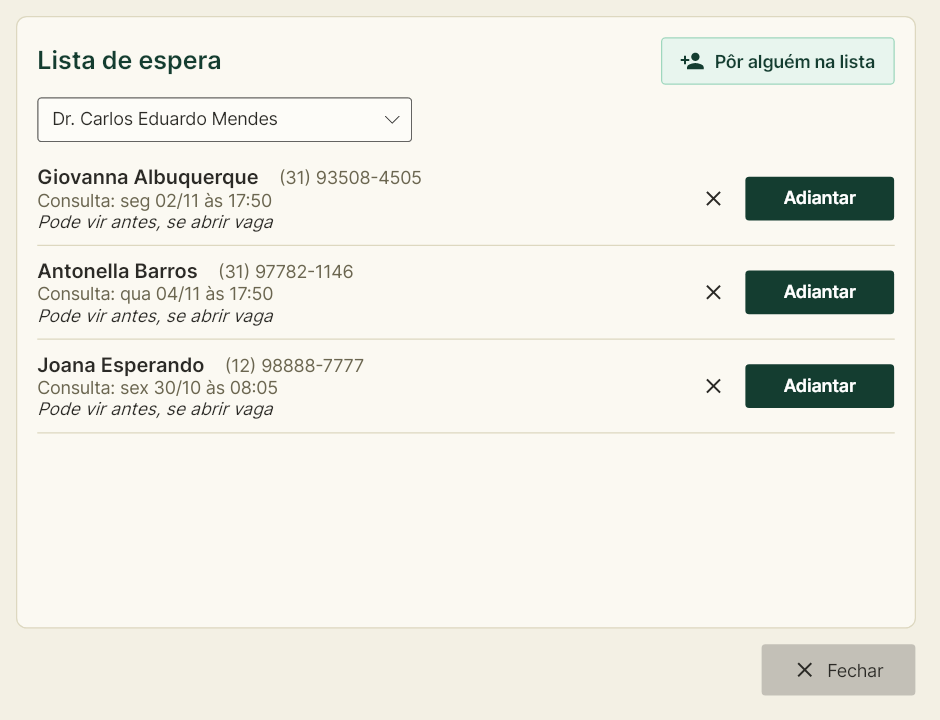 Lista de espera
Pôr alguém na lista
Dr. Carlos Eduardo Mendes
Giovanna Albuquerque (31) 93508-4505
Consulta: seg 02/11 às 17:50
Pode vir antes, se abrir vaga
Adiantar
Antonella Barros (31) 97782-1146
Consulta: qua 04/11 às 17:50
Pode vir antes, se abrir vaga
Adiantar
Joana Esperando (12) 98888-7777
Consulta: sex 30/10 às 08:05
Pode vir antes, se abrir vaga
Adiantar
Fechar